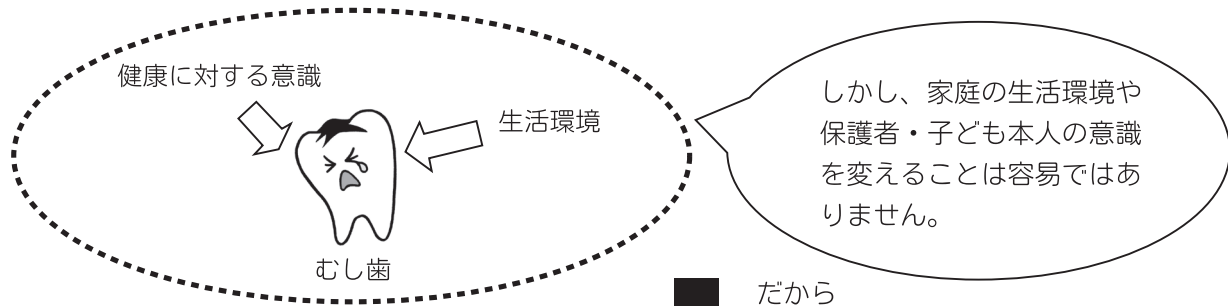 健康に対する意識
生活環境
むし歯
しかし、家庭の生活環境や
保護者・子ども本人の意識
を変えることは容易ではあ
りません。
だから